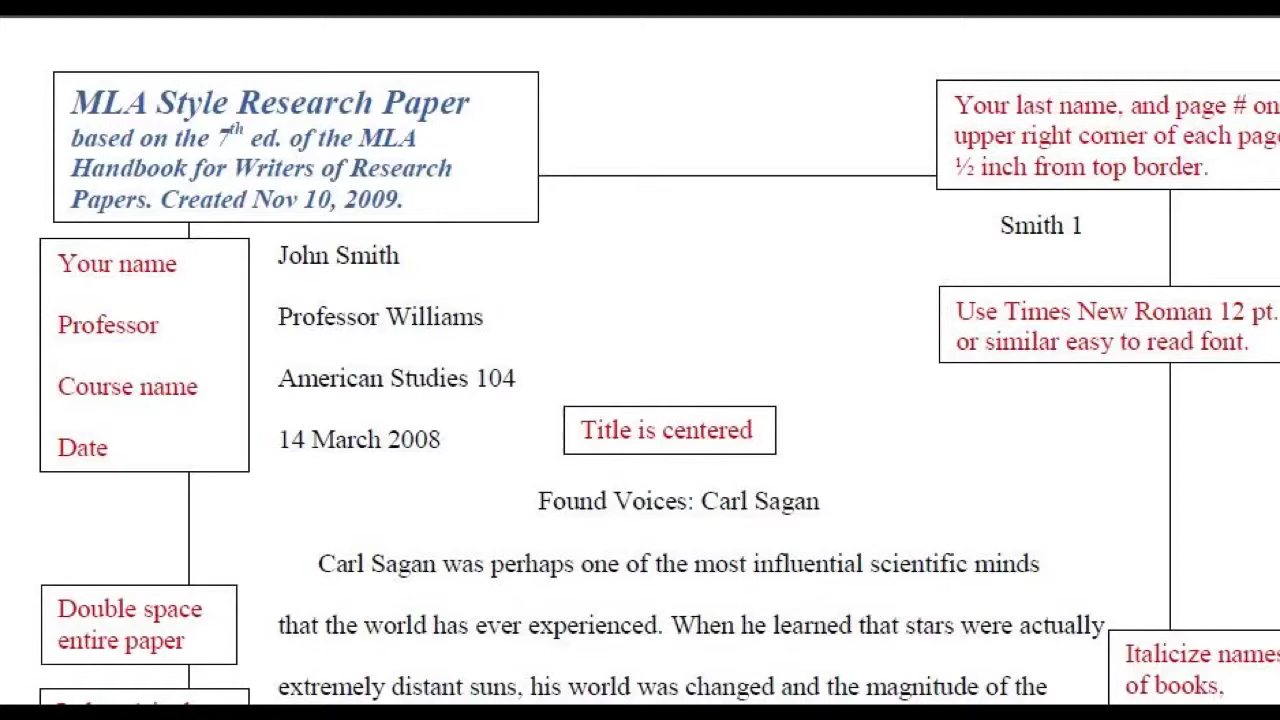 MLA Style Research Paper
based on the 7th ed. of the MLA
Handbook for Writers of Research
Papers. Created Nov 10, 2009.
Your last name, and page # on
upper right corner of each page
½ inch from top border.
Smith 1
Your name
Professor
Course name
Date
John Smith
Professor Williams
American Studies 104
14 March 2008
Use Times New Roman 12 pt.
or similar easy to read font.
Title is centered
Found Voices: Carl Sagan
Carl Sagan was perhaps one of the most influential scientific minds
that the world has ever experienced. When he learned that stars were actually
extremely distant suns, his world was changed and the magnitude of the
Double space
entire paper
Italicize names
of books,